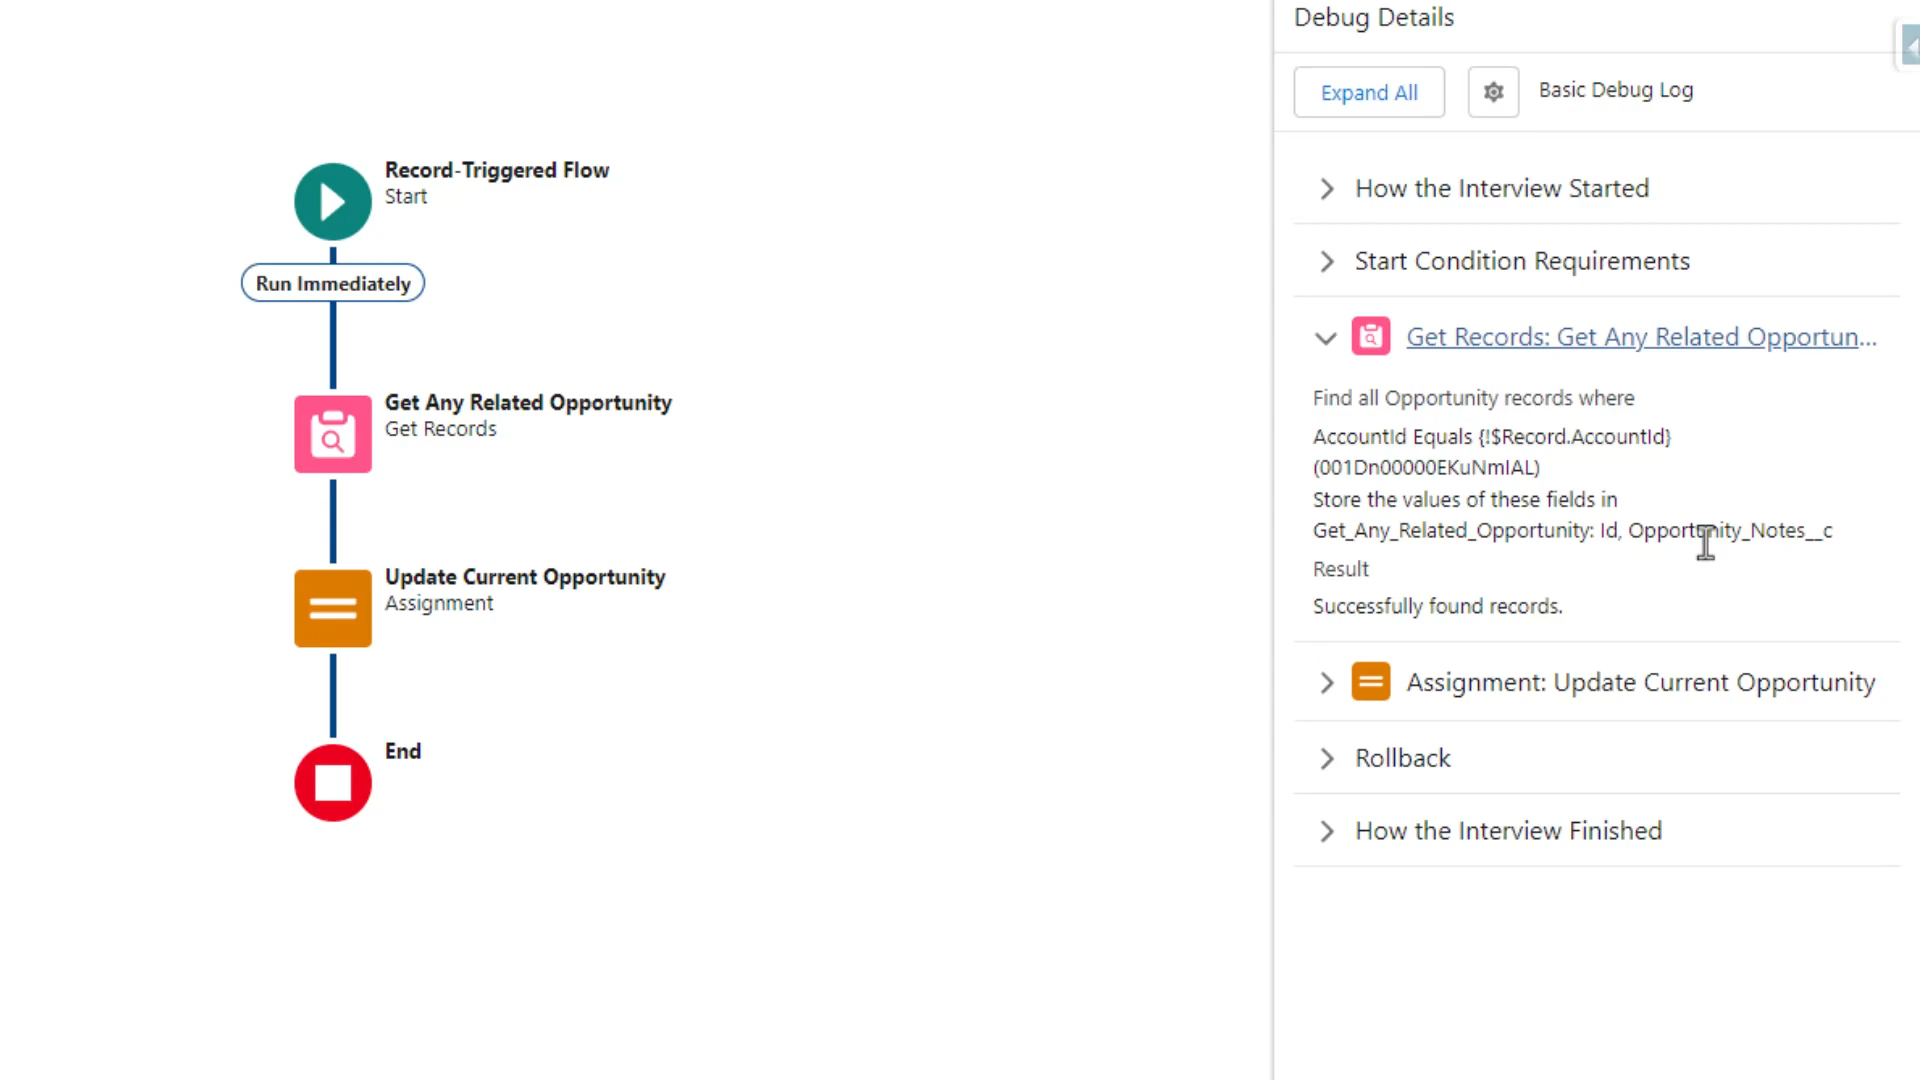 Record-Triggered Flow
Start
Run Immediately
Get Any Related Opportunity
Get Records
Update Current Opportunity
Assignment
End
Debug Details
Expand All
Basic Debug Log
How the Interview Started
Start Condition Requirements
Get Records: Get Any Related Opportun...
Find all Opportunity records where
AccountId Equals {!$Record.AccountId}
(001Dn00000EKuNmIAL)
Store the values of these fields in
Get_Any_Related_Opportunity: Id, Opportunity_Notes__c
Result
Successfully found records.
Assignment: Update Current Opportunity
Rollback
How the Interview Finished